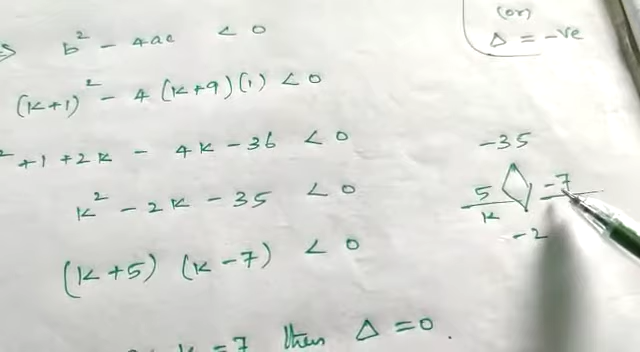 (or)
Δ = -ve
b² - 4ac < 0
(k+1)² - 4 (k+9)(1) < 0
² + 1 + 2k - 4k - 36 < 0
k² - 2k - 35 < 0
(k+5) (k-7) < 0
-35
5 -7
k
-2
k = 7 then Δ = 0.